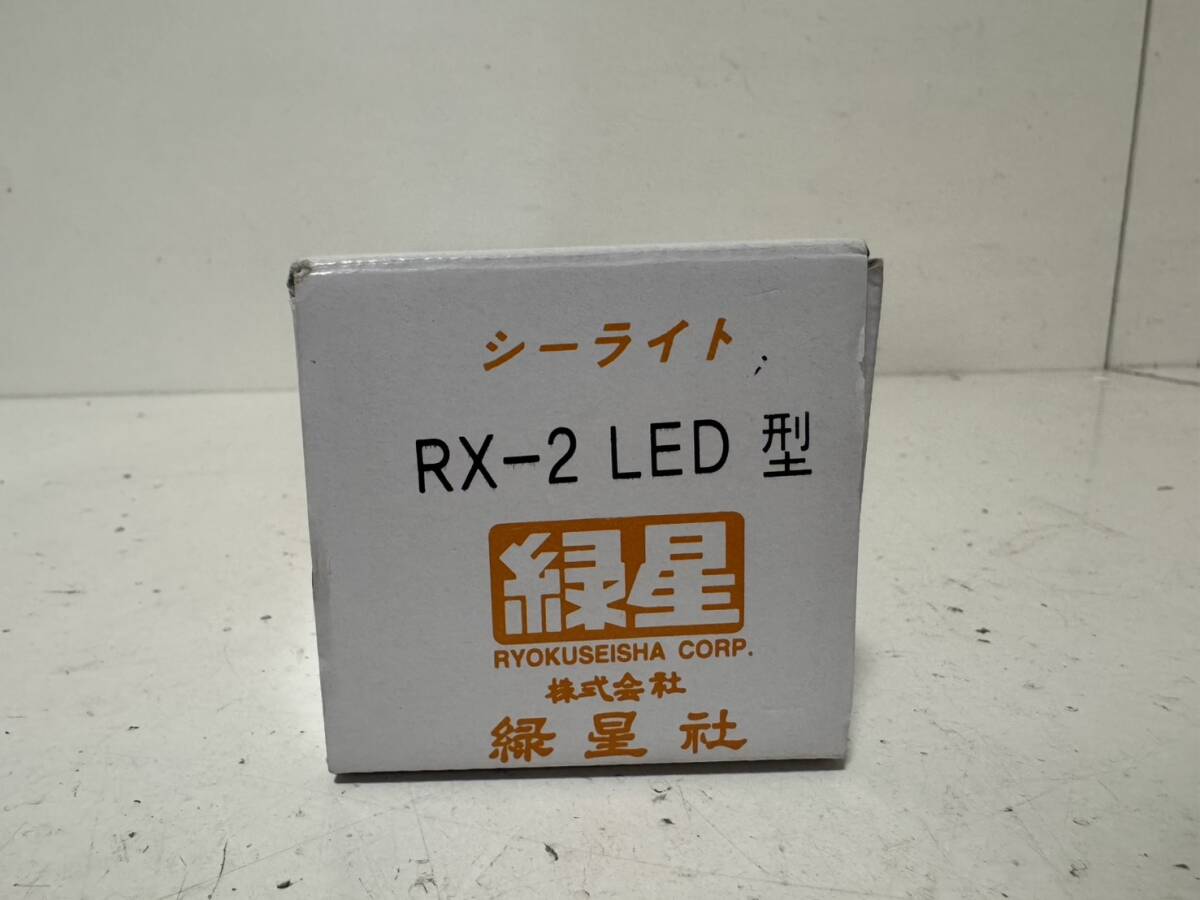 シーライト
RX-2 LED 型
緑星
RYOKUSEISHA CORP.
株式会社
緑星社